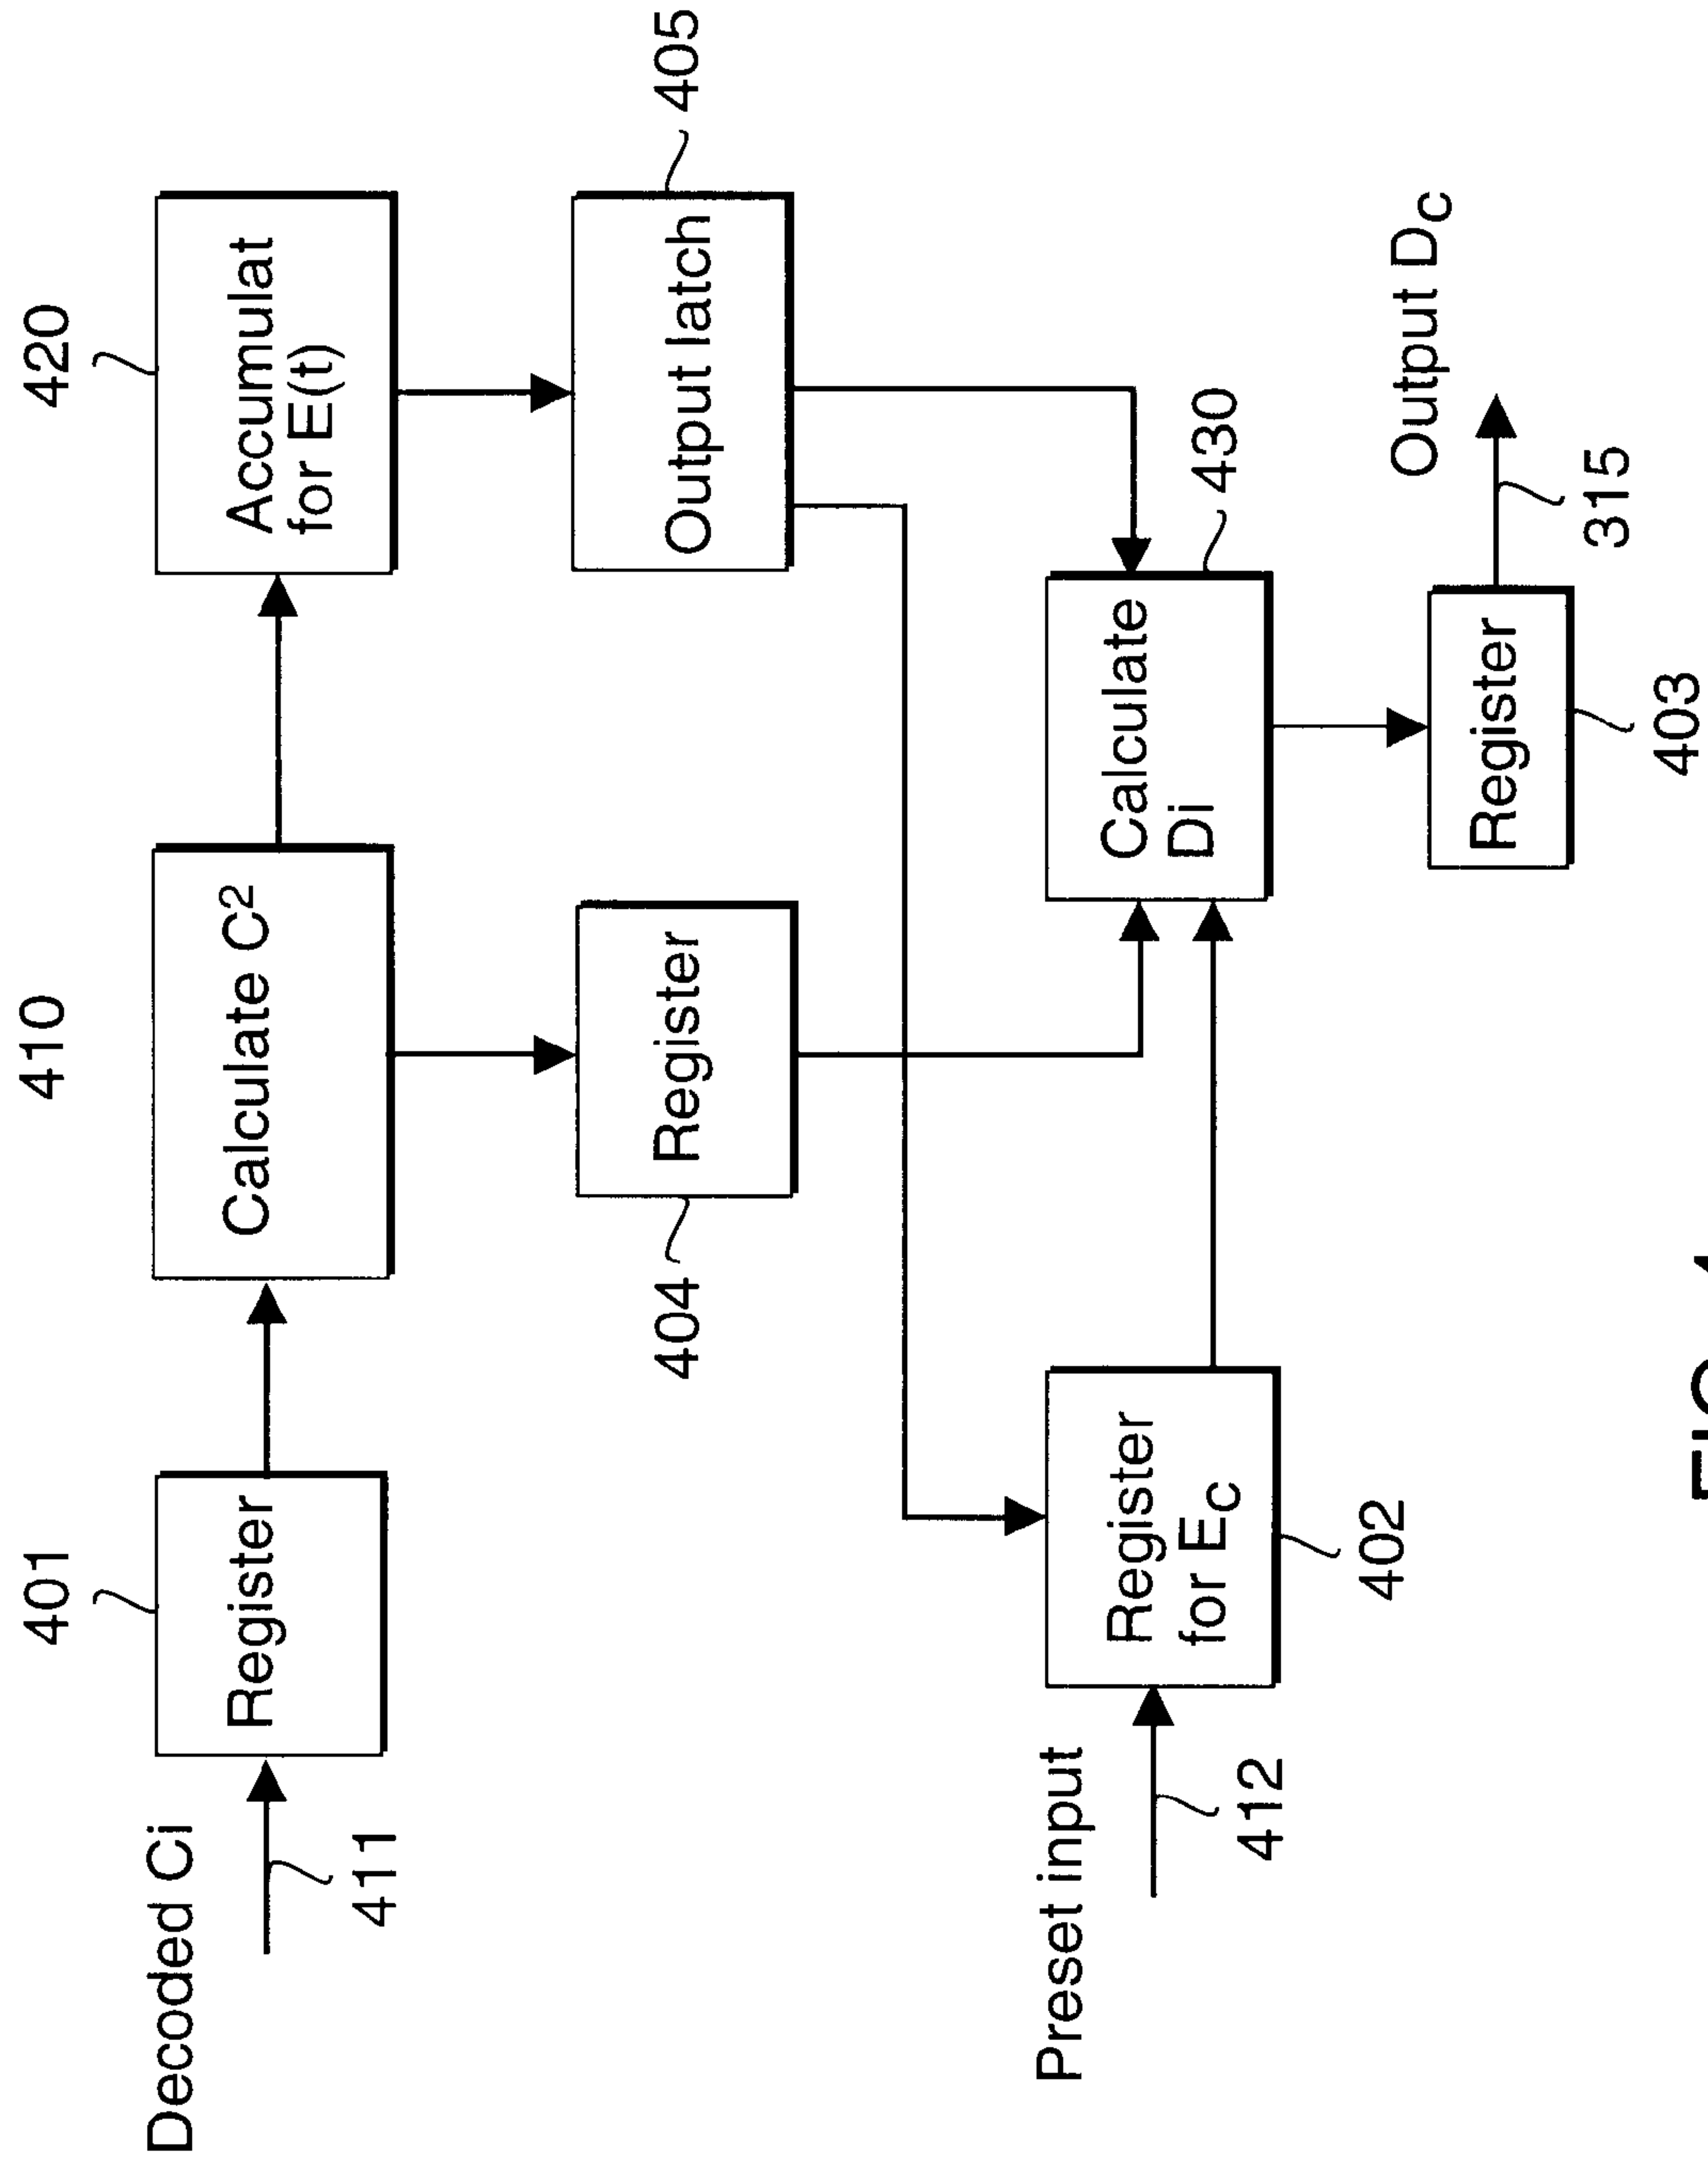 401
410
420
Decoded Ci
411
Register
Calculate C²
Accumulat
for E(t)
404
Register
Output latch
405
Preset input
412
Register
for Ec
402
Calculate
Di
430
Output Dc
Register
315
403